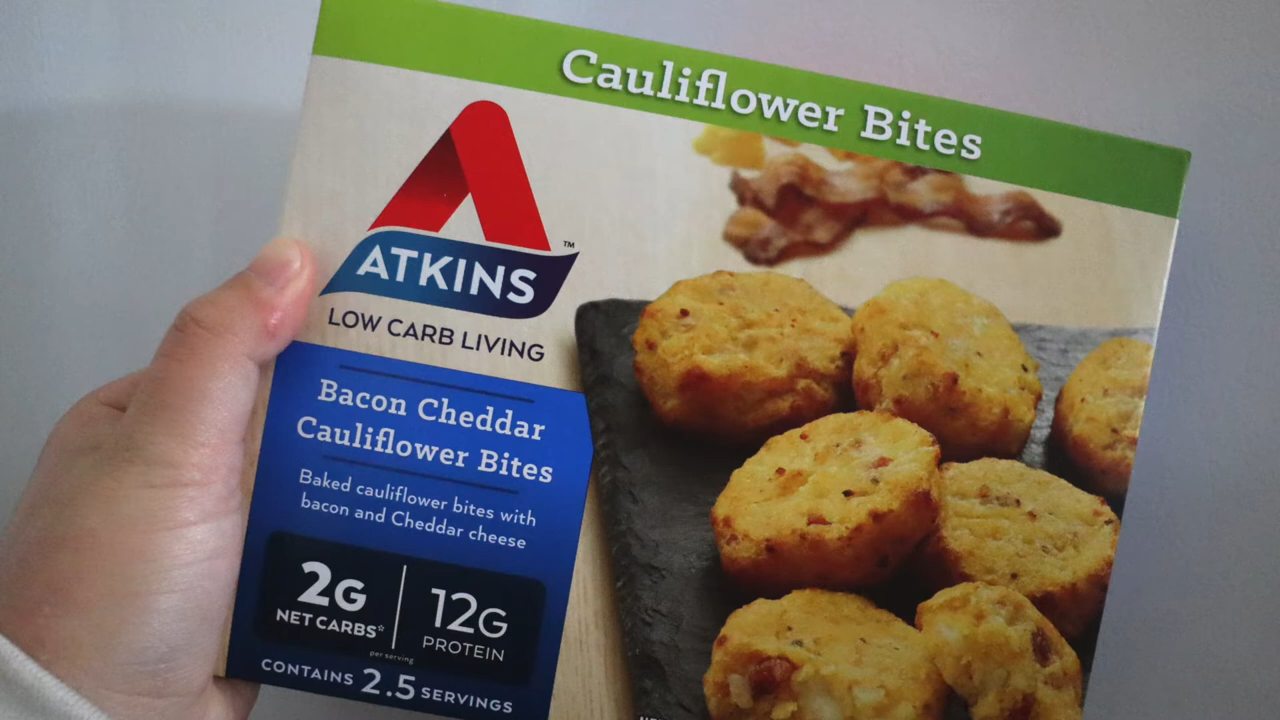 Cauliflower Bites
ATKINS™
LOW CARB LIVING
Bacon Cheddar
Cauliflower Bites
Baked cauliflower bites with
bacon and Cheddar cheese
2G
NET CARBS*
12G
PROTEIN
per serving
CONTAINS 2.5 SERVINGS